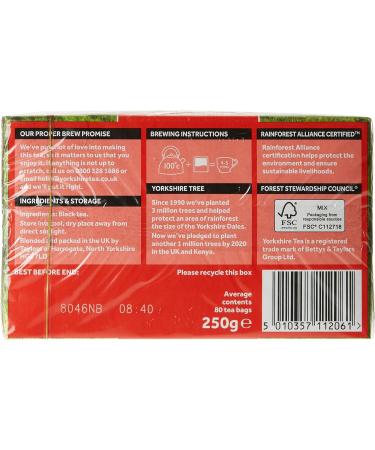 OUR PROPER BREW PROMISE
We've put a lot of love into making
this tea, so it matters to us that you
enjoy it. If anything is not up to
scratch, call us on 0800 328 1886 or
email hello@yorkshiretea.co.uk
and we'll put it right.
INGREDIENTS & STORAGE
Ingredients: Black tea.
Store in a cool, dry place away from
direct sunlight.
Blended and packed in the UK by
Taylors of Harrogate, North Yorkshire
HG2 7LD
BEST BEFORE END:
8046NB 08:40
BREWING INSTRUCTIONS
100°C
+
4-5
YORKSHIRE TREE
Since 1990 we've planted
3 million trees and helped
protect an area of rainforest
the size of the Yorkshire Dales.
Now we've pledged to plant
another 1 million trees by 2020
in the UK and Kenya.
Please recycle this box
Average
contents
80 tea bags
250g e
RAINFOREST ALLIANCE CERTIFIED™
Rainforest Alliance
certification helps protect the
environment and ensure
sustainable livelihoods.
FOREST STEWARDSHIP COUNCIL®
FSC
MIX
Packaging from
responsible sources
FSC® C112718
Yorkshire Tea is a registered
trade mark of Bettys & Taylors
Group Ltd.
5 010357 112061 >